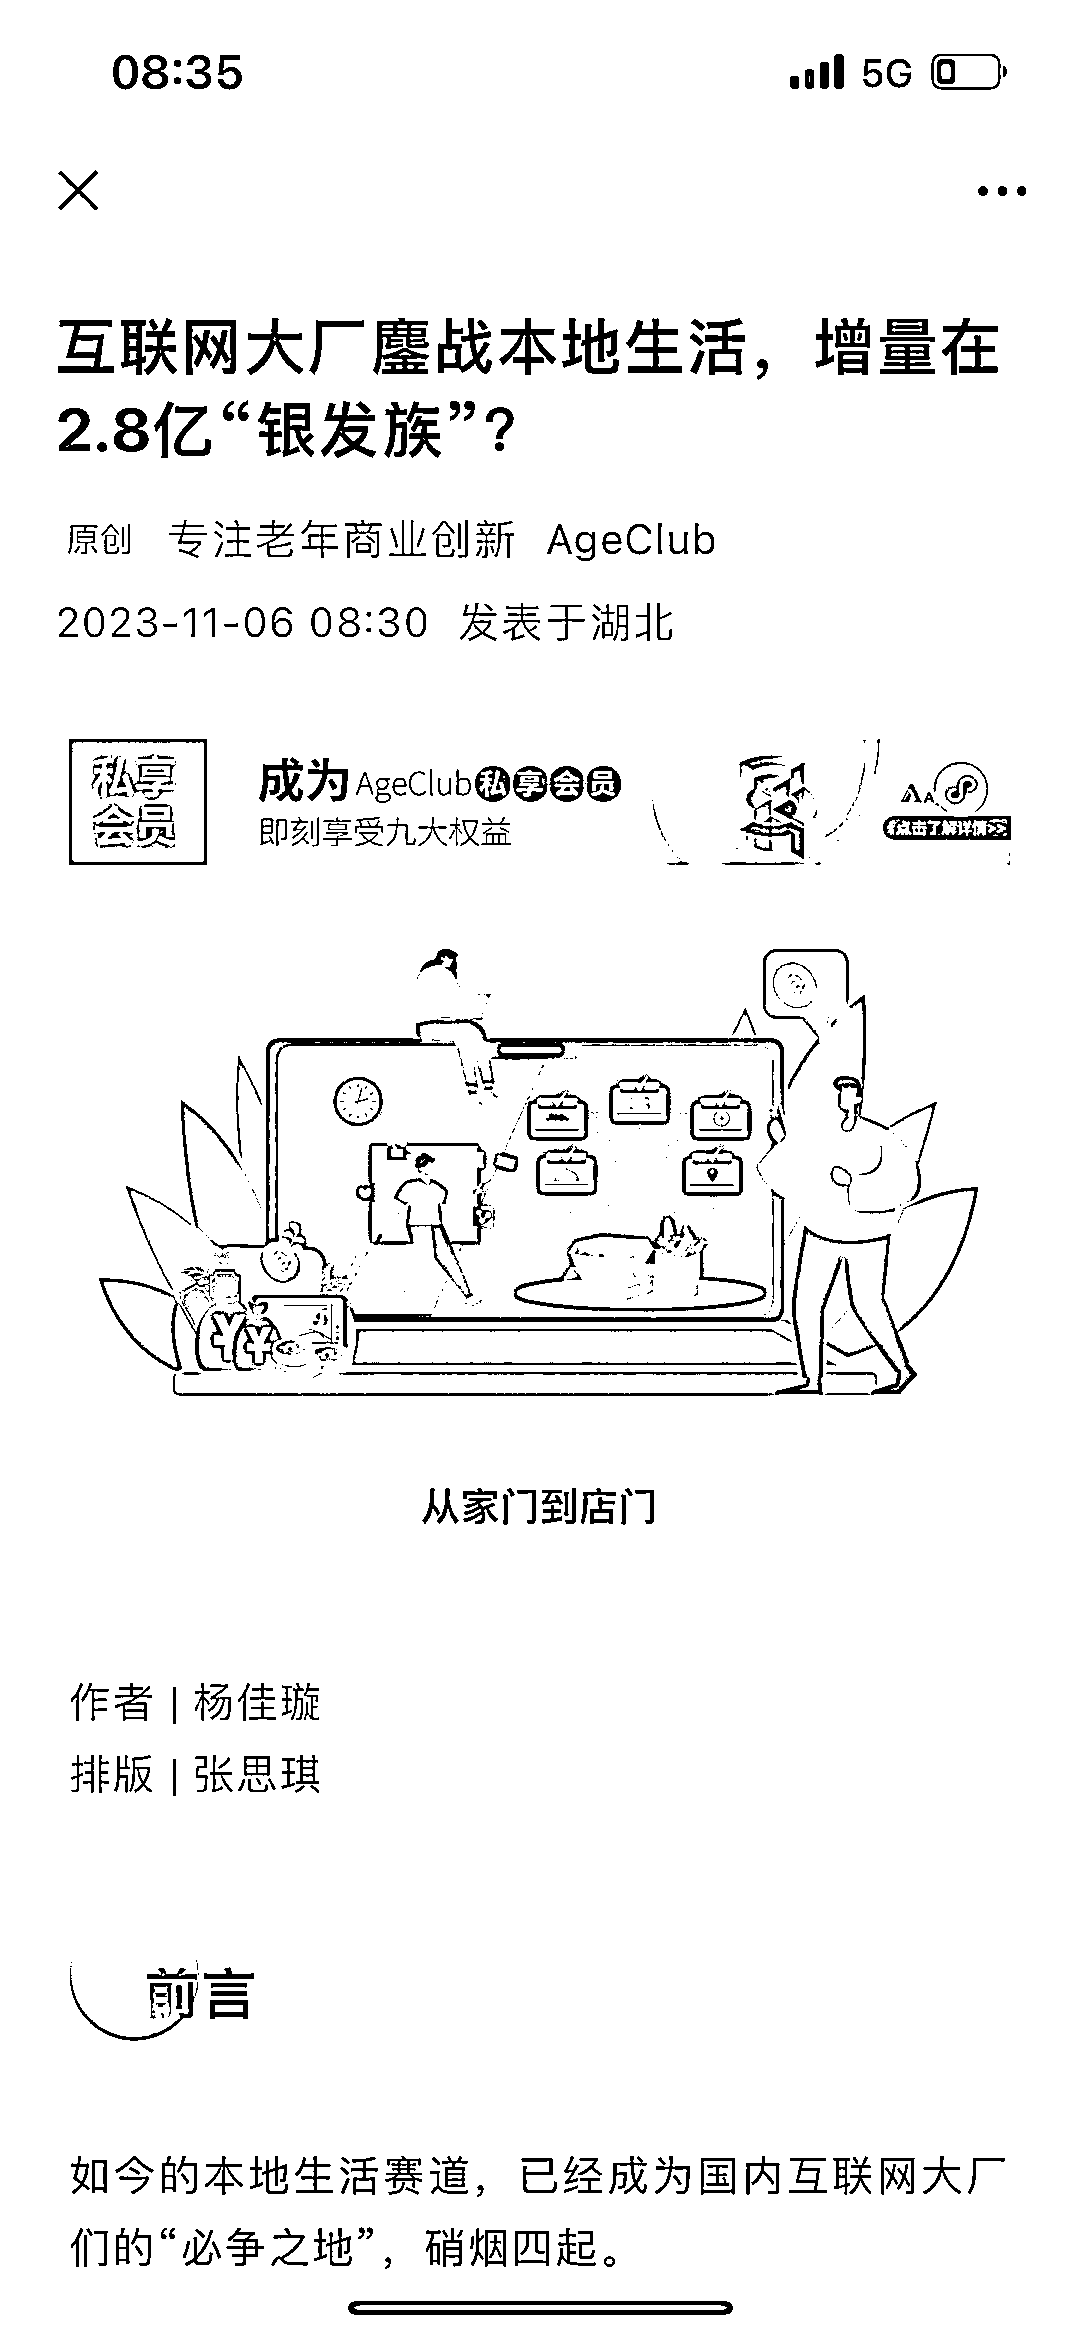 08:35 5G
互联网大厂鏖战本地生活，增量在
2.8亿“银发族”？
原创 专注老年商业创新 AgeClub
2023-11-06 08:30 发表于湖北
私享
会员
成为AgeClub私享会员
即刻享受九大权益
点击了解详情>>
¥ ¥
从家门到店门
作者 | 杨佳璇
排版 | 张思琪
前言
如今的本地生活赛道，已经成为国内互联网大厂
们的“必争之地”，硝烟四起。